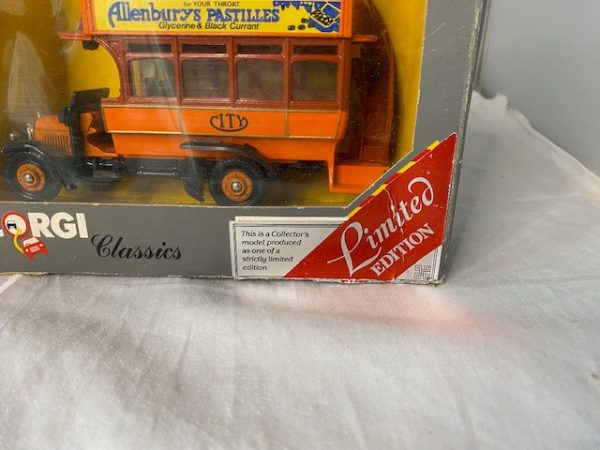 for YOUR THROAT
Allenbury's PASTILLES
Glycerine & Black Currant
CITY
CORGI
Classics
This is a Collector's
model produced
as one of a
strictly limited
edition
Limited
EDITION